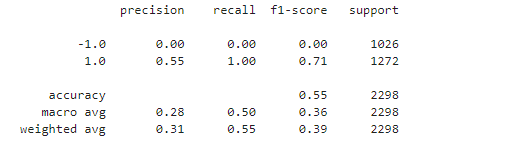 precision recall f1-score support
-1.0 0.00 0.00 0.00 1026
1.0 0.55 1.00 0.71 1272
accuracy 0.55 2298
macro avg 0.28 0.50 0.36 2298
weighted avg 0.31 0.55 0.39 2298